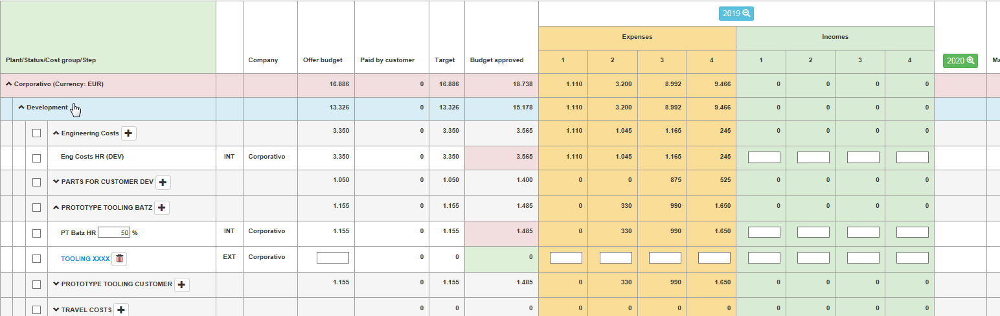 2019
Expenses Incomes
Plant/Status/Cost group/Step Company Offer budget Paid by customer Target Budget approved 1 2 3 4 1 2 3 4 2020 Ma
Corporativo (Currency: EUR) 16.886 0 16.886 18.738 1.110 3.200 8.992 9.466 0 0 0 0
Development 13.326 0 13.326 15.178 1.110 3.200 8.992 9.466 0 0 0 0
Engineering Costs 3.350 0 3.350 3.565 1.110 1.045 1.165 245 0 0 0 0
Eng Costs HR (DEV) INT Corporativo 3.350 0 3.350 3.565 1.110 1.045 1.165 245
PARTS FOR CUSTOMER DEV 1.050 0 1.050 1.400 0 0 875 525 0 0 0 0
PROTOTYPE TOOLING BATZ 1.155 0 1.155 1.485 0 330 990 1.650 0 0 0 0
PT Batz HR 50 % INT Corporativo 1.155 0 1.155 1.485 0 330 990 1.650
TOOLING XXXX EXT Corporativo 0 0 0
PROTOTYPE TOOLING CUSTOMER 1.155 0 1.155 1.485 0 330 990 1.650 0 0 0 0
TRAVEL COSTS 0 0 0 0 0 0 0 0 0 0 0